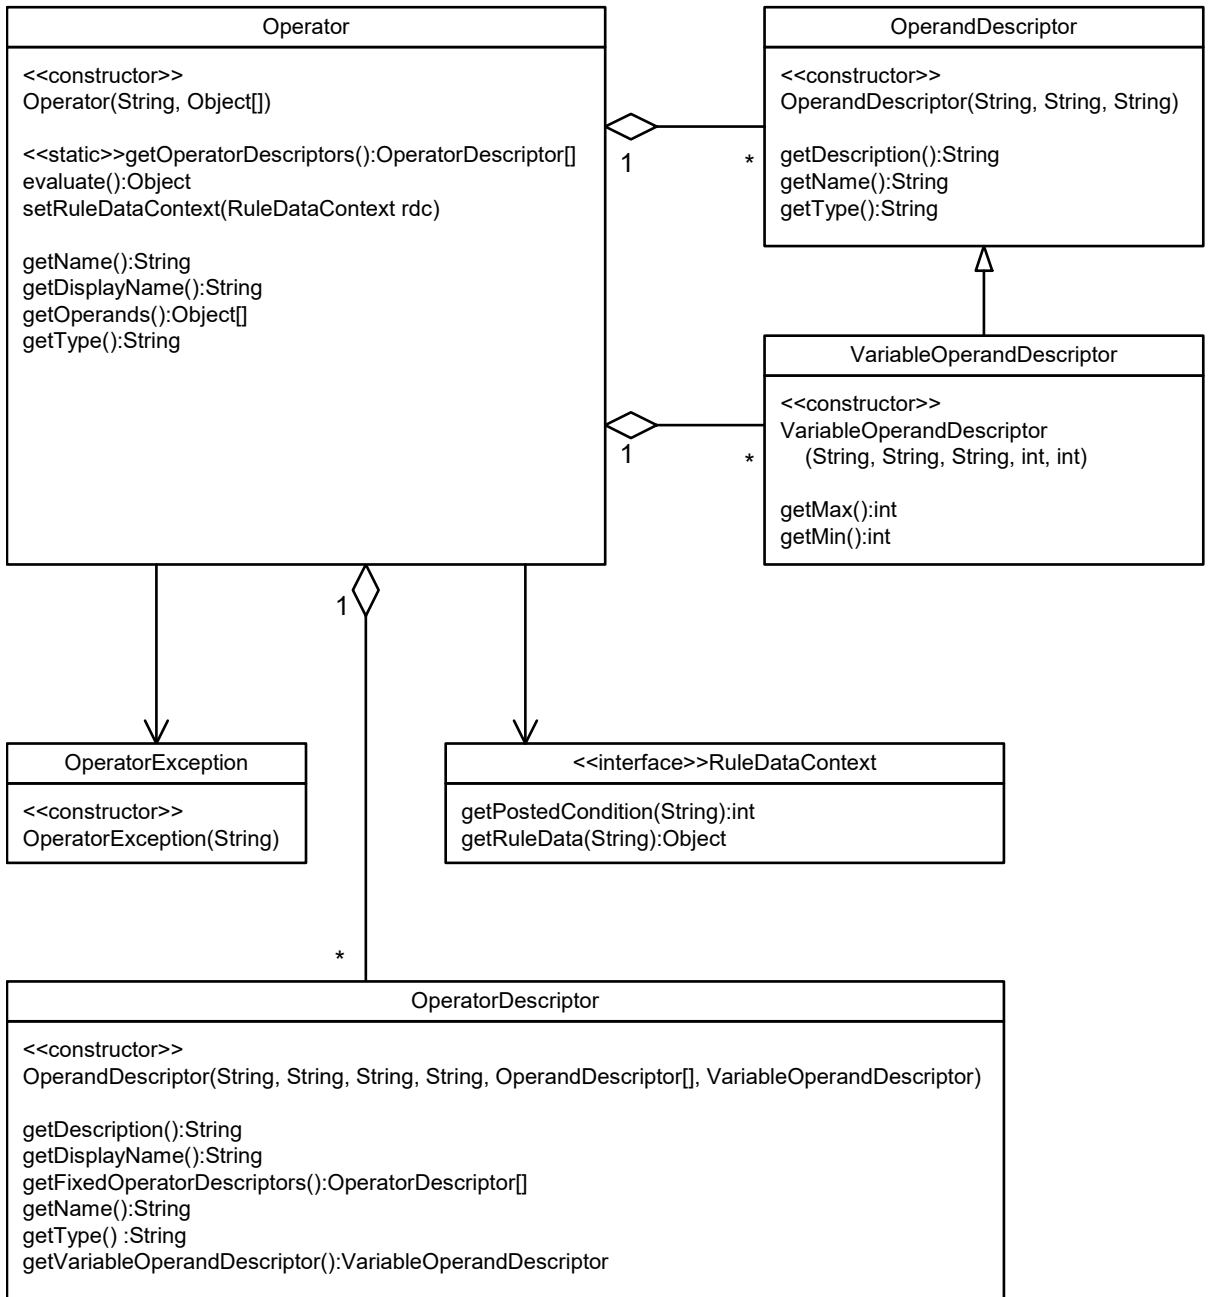 Operator
<<constructor>>
Operator(String, Object[])
<<static>>getOperatorDescriptors():OperatorDescriptor[]
evaluate():Object
setRuleDataContext(RuleDataContext rdc)
getName():String
getDisplayName():String
getOperands():Object[]
getType():String
OperandDescriptor
<<constructor>>
OperandDescriptor(String, String, String)
getDescription():String
getName():String
getType():String
1
*
VariableOperandDescriptor
<<constructor>>
VariableOperandDescriptor
(String, String, String, int, int)
getMax():int
getMin():int
1
*
1
OperatorException
<<constructor>>
OperatorException(String)
<<interface>>RuleDataContext
getPostedCondition(String):int
getRuleData(String):Object
*
OperatorDescriptor
<<constructor>>
OperandDescriptor(String, String, String, String, OperandDescriptor[], VariableOperandDescriptor)
getDescription():String
getDisplayName():String
getFixedOperatorDescriptors():OperatorDescriptor[]
getName():String
getType() :String
getVariableOperandDescriptor():VariableOperandDescriptor